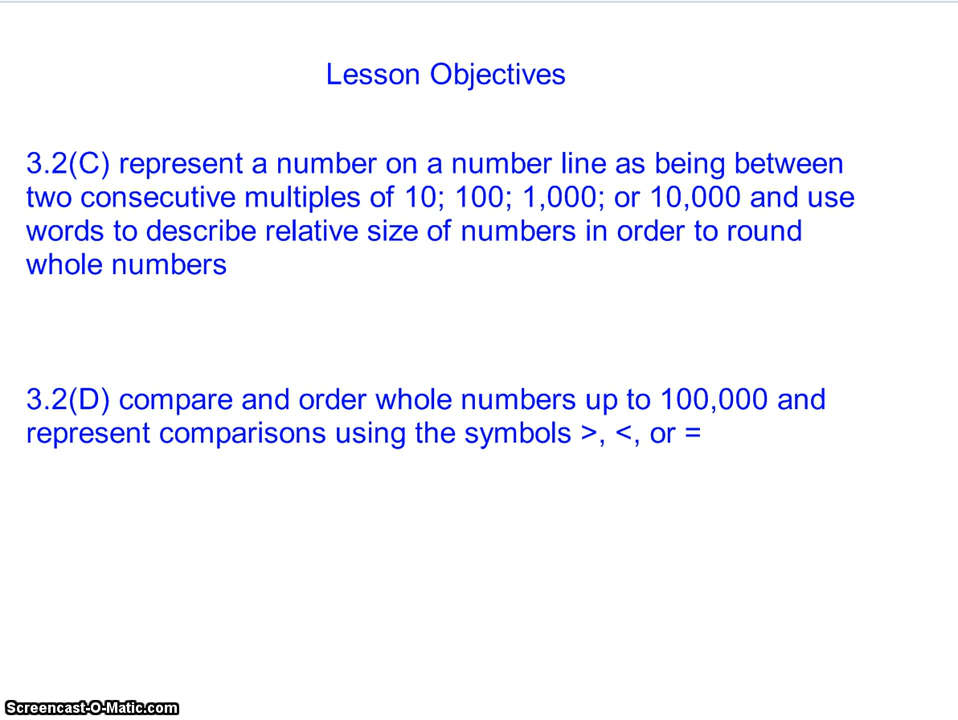 Lesson Objectives
3.2(C) represent a number on a number line as being between
two consecutive multiples of 10; 100; 1,000; or 10,000 and use
words to describe relative size of numbers in order to round
whole numbers
3.2(D) compare and order whole numbers up to 100,000 and
represent comparisons using the symbols >, <, or =
Screencast-O-Matic.com